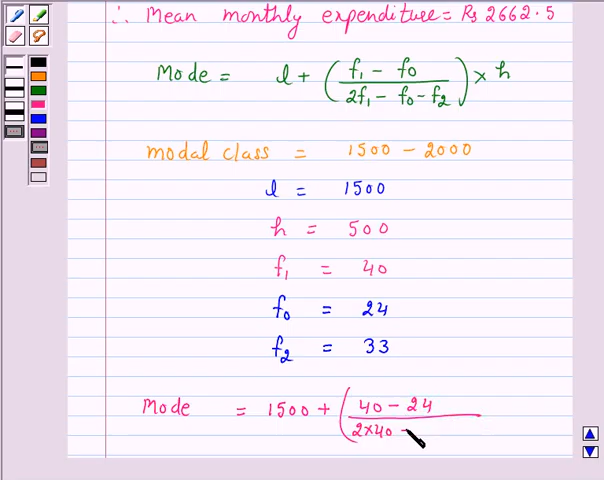 ∴ Mean monthly expenditure = Rs 2662.5
Mode = l + ( f₁ - f₀ / 2f₁ - f₀ - f₂ ) × h
modal class = 1500 - 2000
l = 1500
h = 500
f₁ = 40
f₀ = 24
f₂ = 33
Mode = 1500 + ( 40 - 24 / 2×40 -